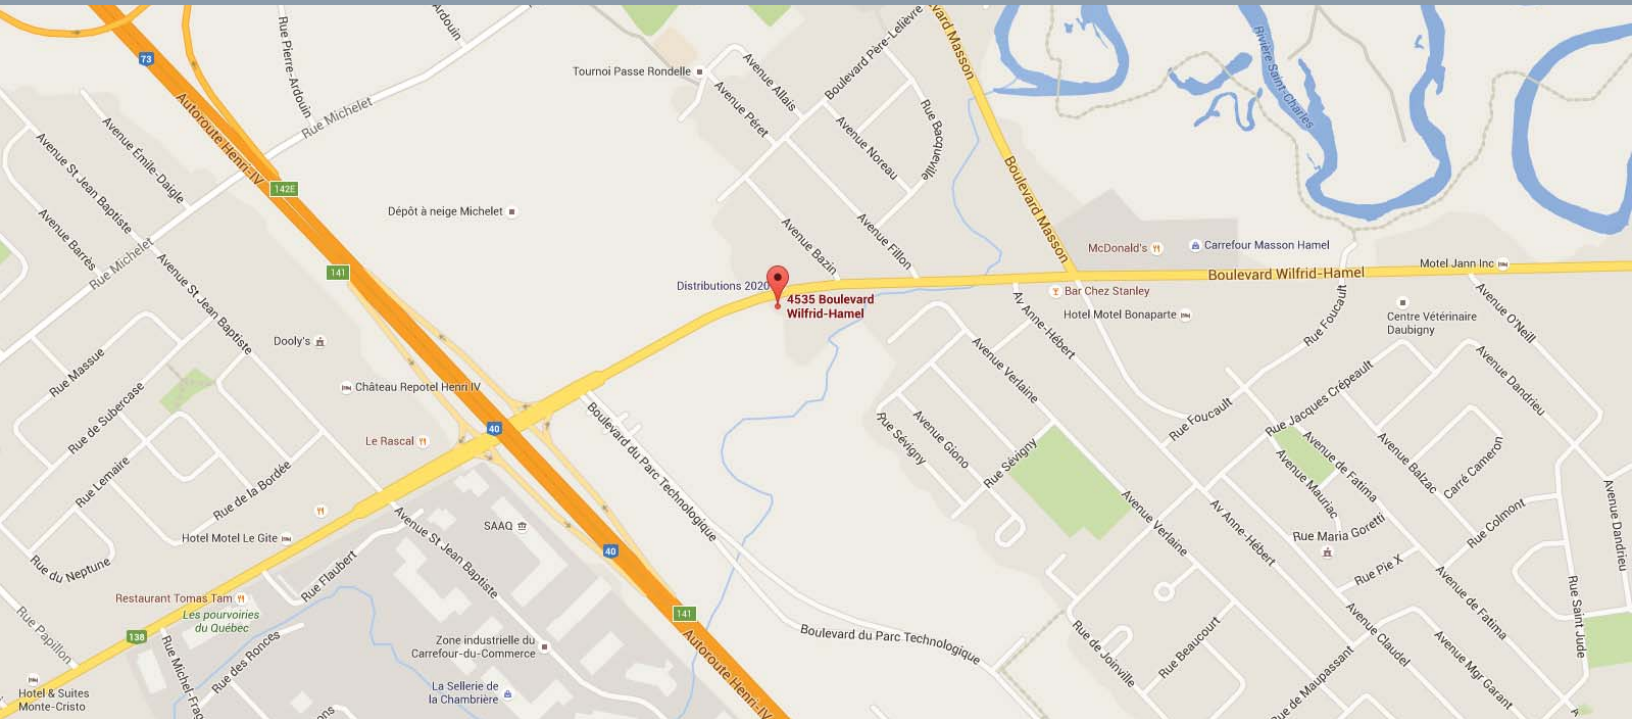 Ardouin
Rue Pierre-Ardouin
73
Autoroute Henri-IV
Rue Michelet
142E
Avenue Émile-Daigle
Avenue St Jean Baptiste
Avenue Barrès
Rue Michelet
Avenue St Jean Baptiste
141
Dépôt à neige Michelet
Tournoi Passe Rondelle
Avenue Allais
Avenue Péret
Boulevard Père-Lelièvre
Avenue Noreau
Rue Bacqueville
Avenue Bazin
Avenue Fillon
vard Masson
Boulevard Masson
Rivière Saint-Charles
McDonald's
Carrefour Masson Hamel
Boulevard Wilfrid-Hamel
Motel Jann Inc
Distributions 2020
4535 Boulevard
Wilfrid-Hamel
Bar Chez Stanley
Hotel Motel Bonaparte
Av Anne-Hébert
Rue Foucault
Centre Vétérinaire
Daubigny
Avenue O'Neill
Dooly's
Rue Massue
Château Repotel Henri IV
Rue de Subercase
40
Le Rascal
Rue Lemaire
Rue de la Bordée
Boulevard du Parc Technologique
Avenue Verlaine
Avenue Giono
Rue Sévigny
Rue Sévigny
Rue Foucault
Rue Jacques Crépeault
Avenue Dandrieu
Avenue de Fatima
Avenue Mauriac
Avenue Balzac
Carré Cameron
Avenue Dandrieu
SAAQ
Hotel Motel Le Gite
Avenue St Jean Baptiste
Rue du Neptune
Rue Flaubert
40
Avenue Verlaine
Av Anne-Hébert
Rue Maria Goretti
Rue Colmont
Rue Pie X
Restaurant Tomas Tam
Les pourvoiries
du Québec
Rue Papillon
138
141
Autoroute Henri-IV
Boulevard du Parc Technologique
Zone industrielle du
Carrefour-du-Commerce
Rue des Ronces
Rue Michel-Frag
La Sellerie de
la Chambrière
Hotel & Suites
Monte-Cristo
ons
Rue de Joinville
Rue Beaucourt
Rue de Maupassant
Avenue Claudel
Avenue de Fatima
Avenue Mgr Garant
Rue Saint Jude
A